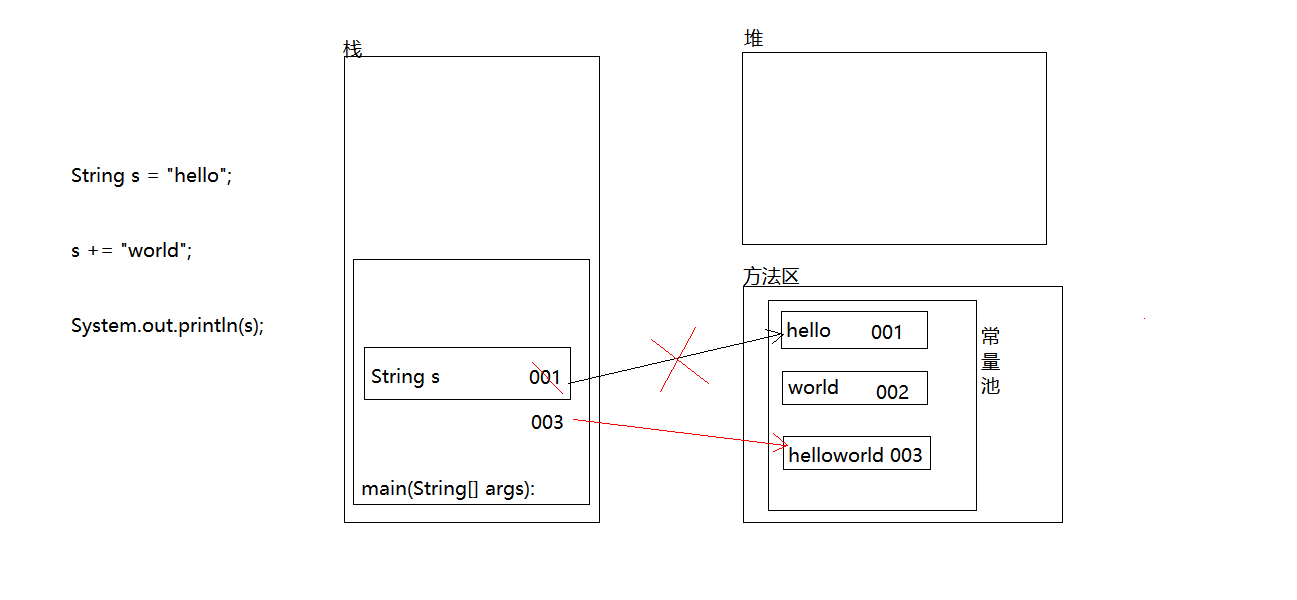 String s = "hello";
s += "world";
System.out.println(s);
栈
String s 001
003
main(String[] args):
堆
方法区
hello 001
world 002
helloworld 003
常
量
池